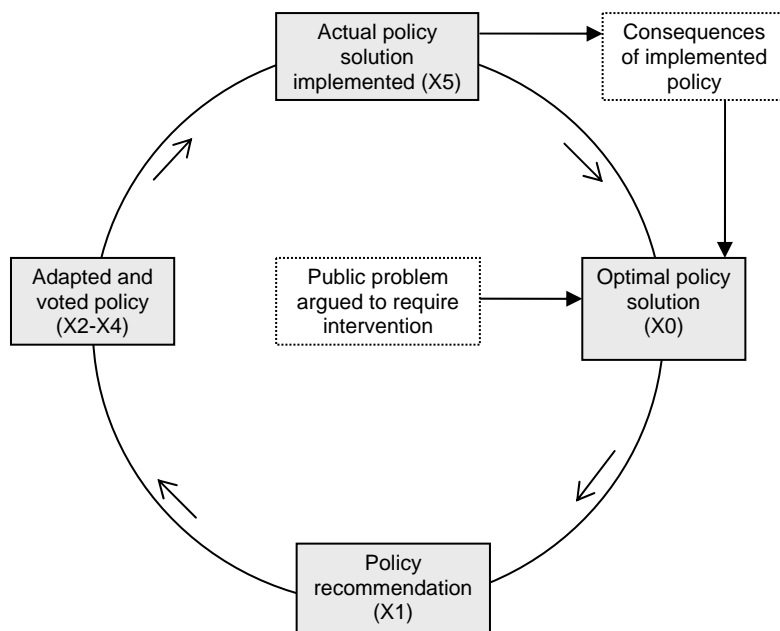 Actual policy
solution
implemented (X5)
Consequences
of implemented
policy
Adapted and
voted policy
(X2-X4)
Public problem
argued to require
intervention
Optimal policy
solution
(X0)
Policy
recommendation
(X1)